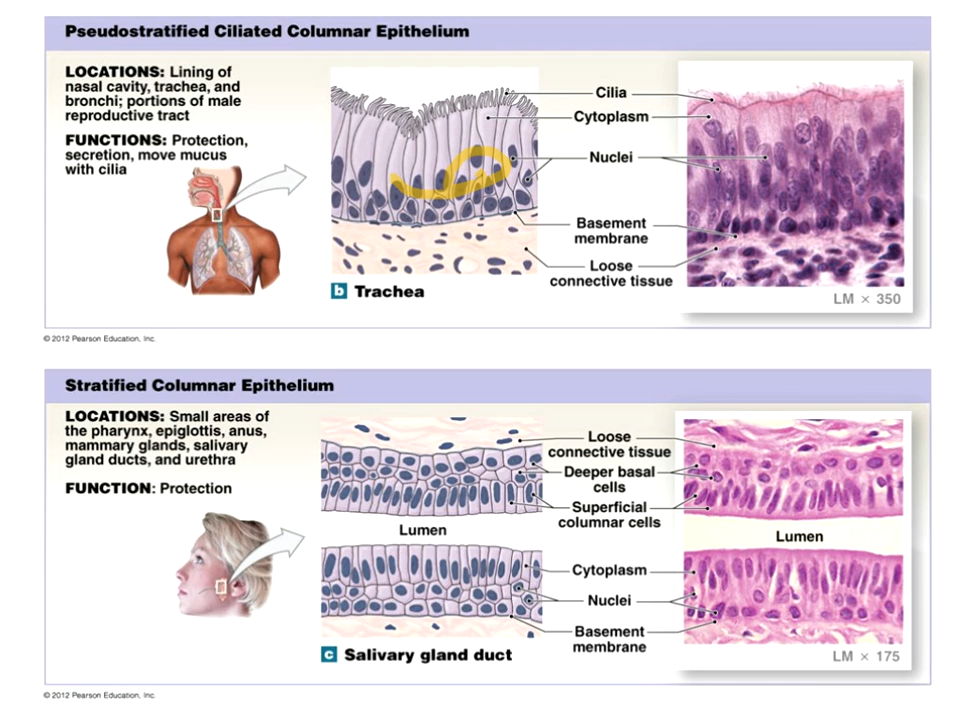 Pseudostratified Ciliated Columnar Epithelium
LOCATIONS: Lining of
nasal cavity, trachea, and
bronchi; portions of male
reproductive tract
FUNCTIONS: Protection,
secretion, move mucus
with cilia
Cilia
Cytoplasm
Nuclei
Basement
membrane
Loose
connective tissue
b Trachea
LM × 350
© 2012 Pearson Education, Inc.
Stratified Columnar Epithelium
LOCATIONS: Small areas of
the pharynx, epiglottis, anus,
mammary glands, salivary
gland ducts, and urethra
FUNCTION: Protection
Loose
connective tissue
Deeper basal
cells
Superficial
columnar cells
Lumen
Lumen
Cytoplasm
Nuclei
Basement
membrane
c Salivary gland duct
LM × 175
© 2012 Pearson Education, Inc.